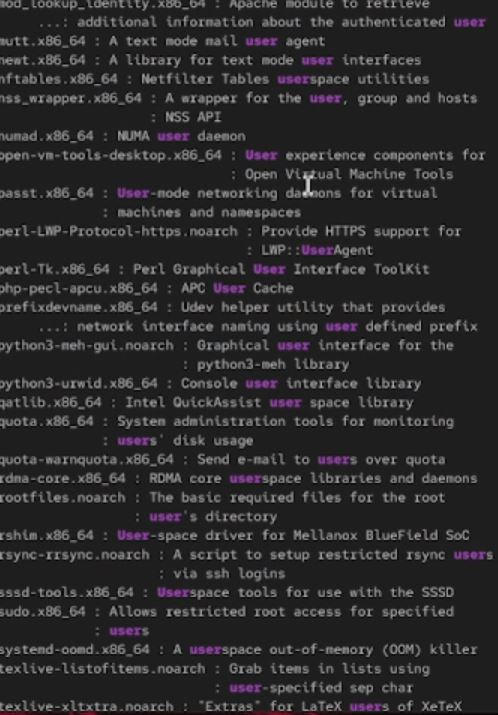 mod_lookup_identity.x86_64 : Apache module to retrieve
...: additional information about the authenticated user
mutt.x86_64 : A text mode mail user agent
newt.x86_64 : A library for text mode user interfaces
nftables.x86_64 : Netfilter Tables userspace utilities
nss_wrapper.x86_64 : A wrapper for the user, group and hosts
: NSS API
numad.x86_64 : NUMA user daemon
open-vm-tools-desktop.x86_64 : User experience components for
: Open Virtual Machine Tools
passt.x86_64 : User-mode networking daemons for virtual
: machines and namespaces
perl-LWP-Protocol-https.noarch : Provide HTTPS support for
: LWP::UserAgent
perl-Tk.x86_64 : Perl Graphical User Interface ToolKit
php-pecl-apcu.x86_64 : APC User Cache
prefixdevname.x86_64 : Udev helper utility that provides
...: network interface naming using user defined prefix
python3-meh-gui.noarch : Graphical user interface for the
: python3-meh library
python3-urwid.x86_64 : Console user interface library
qatlib.x86_64 : Intel QuickAssist user space library
quota.x86_64 : System administration tools for monitoring
: users' disk usage
quota-warnquota.x86_64 : Send e-mail to users over quota
rdma-core.x86_64 : RDMA core userspace libraries and daemons
rootfiles.noarch : The basic required files for the root
: user's directory
rshim.x86_64 : User-space driver for Mellanox BlueField SoC
rsync-rrsync.noarch : A script to setup restricted rsync users
: via ssh logins
sssd-tools.x86_64 : Userspace tools for use with the SSSD
sudo.x86_64 : Allows restricted root access for specified
: users
systemd-oomd.x86_64 : A userspace out-of-memory (OOM) killer
texlive-listofitems.noarch : Grab items in lists using
: user-specified sep char
texlive-xltxtra.noarch : "Extras" for LaTeX users of XeTeX